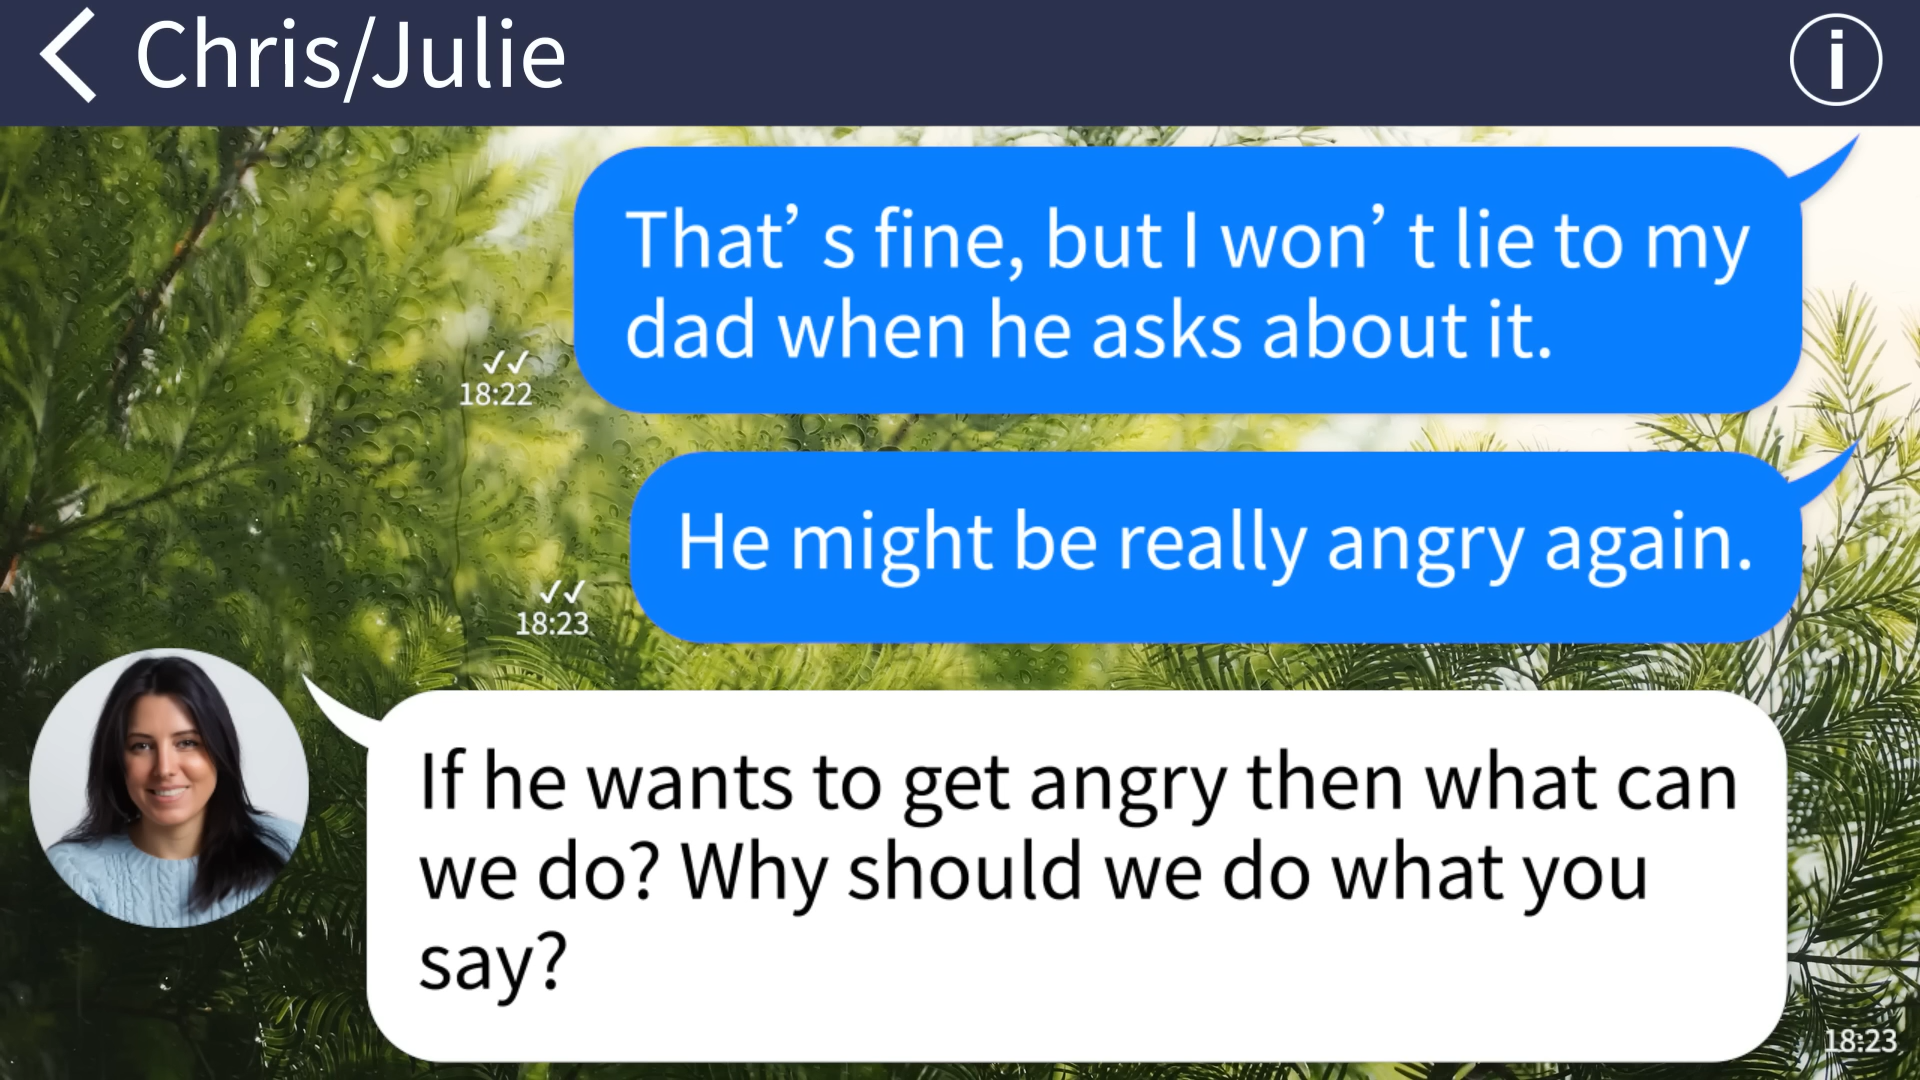 Chris/Julie
i
That’s fine, but I won’t lie to my
dad when he asks about it.
✓✓
18:22
He might be really angry again.
✓✓
18:23
If he wants to get angry then what can
we do? Why should we do what you
say?
18:23